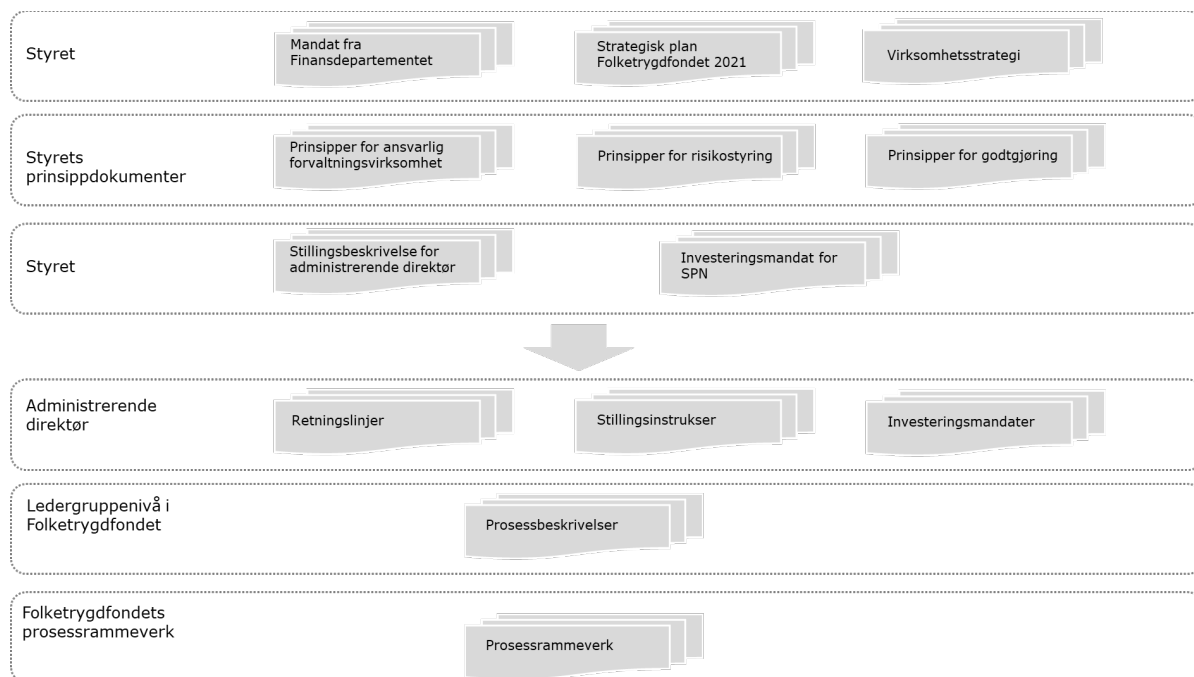 Styret
Mandat fra
Finansdepartementet
Strategisk plan
Folketrygdfondet 2021
Virksomhetsstrategi
Styrets
prinsippdokumenter
Prinsipper for ansvarlig
forvaltningsvirksomhet
Prinsipper for risikostyring
Prinsipper for godtgjøring
Styret
Stillingsbeskrivelse for
administrerende direktør
Investeringsmandat for
SPN
Administrerende
direktør
Retningslinjer
Stillingsinstrukser
Investeringsmandater
Ledergruppenivå i
Folketrygdfondet
Prosessbeskrivelser
Folketrygdfondets
prosessrammeverk
Prosessrammeverk